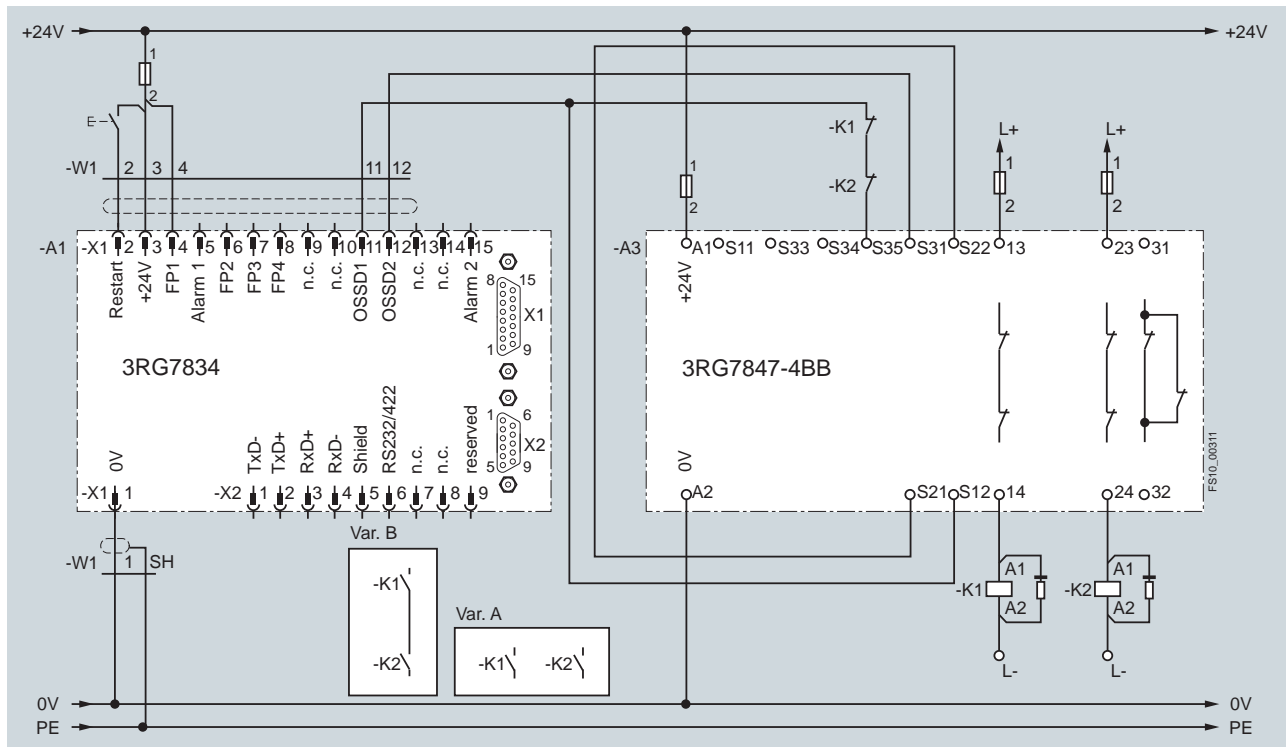 +24V +24V
1
2
1
2
-K1
-K2
L+
1
2
L+
1
2
-W1 2 3 4 11 12
-A1 -X1 2 3 4 5 6 7 8 9 10 11 12 13 14 15
Restart
+24V
FP1
Alarm 1
FP2
FP3
FP4
n.c.
n.c.
OSSD1
OSSD2
n.c.
n.c.
Alarm 2
8 15
X1
1 9
3RG7834
1 6
X2
5 9
0V
TxD-
TxD+
RxD+
RxD-
Shield
RS232/422
n.c.
n.c.
reserved
-X1 1 -X2 1 2 3 4 5 6 7 8 9
-A3 A1 S11 S33 S34 S35 S31 S22 13 23 31
+24V
3RG7847-4BB
0V
A2 S21 S12 14 24 32
FS10_00311
-W1 1 SH
Var. B
-K1
-K2
Var. A
-K1 -K2
-K1 A1
A2
L-
-K2 A1
A2
L-
0V 0V
PE PE